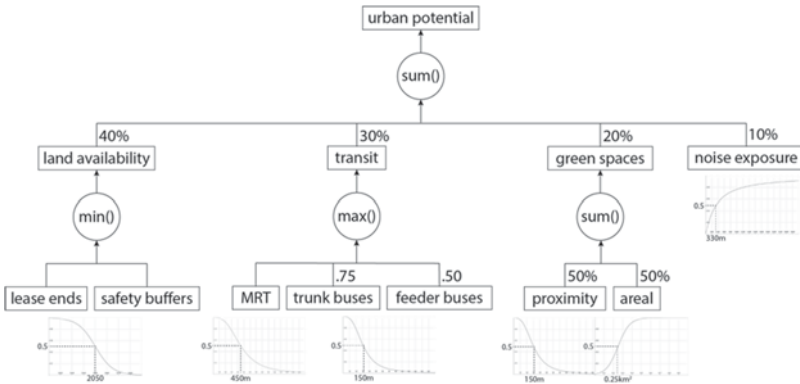 urban potential
sum()
40%
30%
20%
10%
land availability
transit
green spaces
noise exposure
min()
max()
sum()
0.5
330m
.75
.50
50%
50%
lease ends
safety buffers
MRT
trunk buses
feeder buses
proximity
areal
0.5
2050
0.5
450m
0.5
150m
0.5
150m
0.5
0.25km²